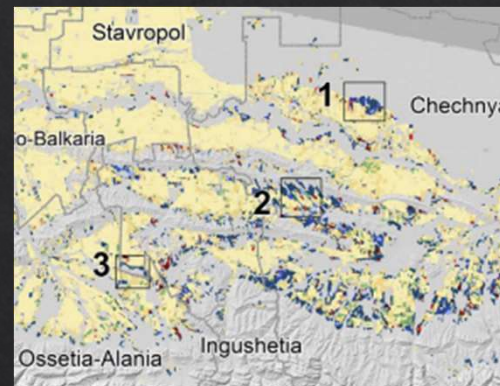 Stavropol
1
Chechnya
o-Balkaria
2
3
Ingushetia
Ossetia-Alania